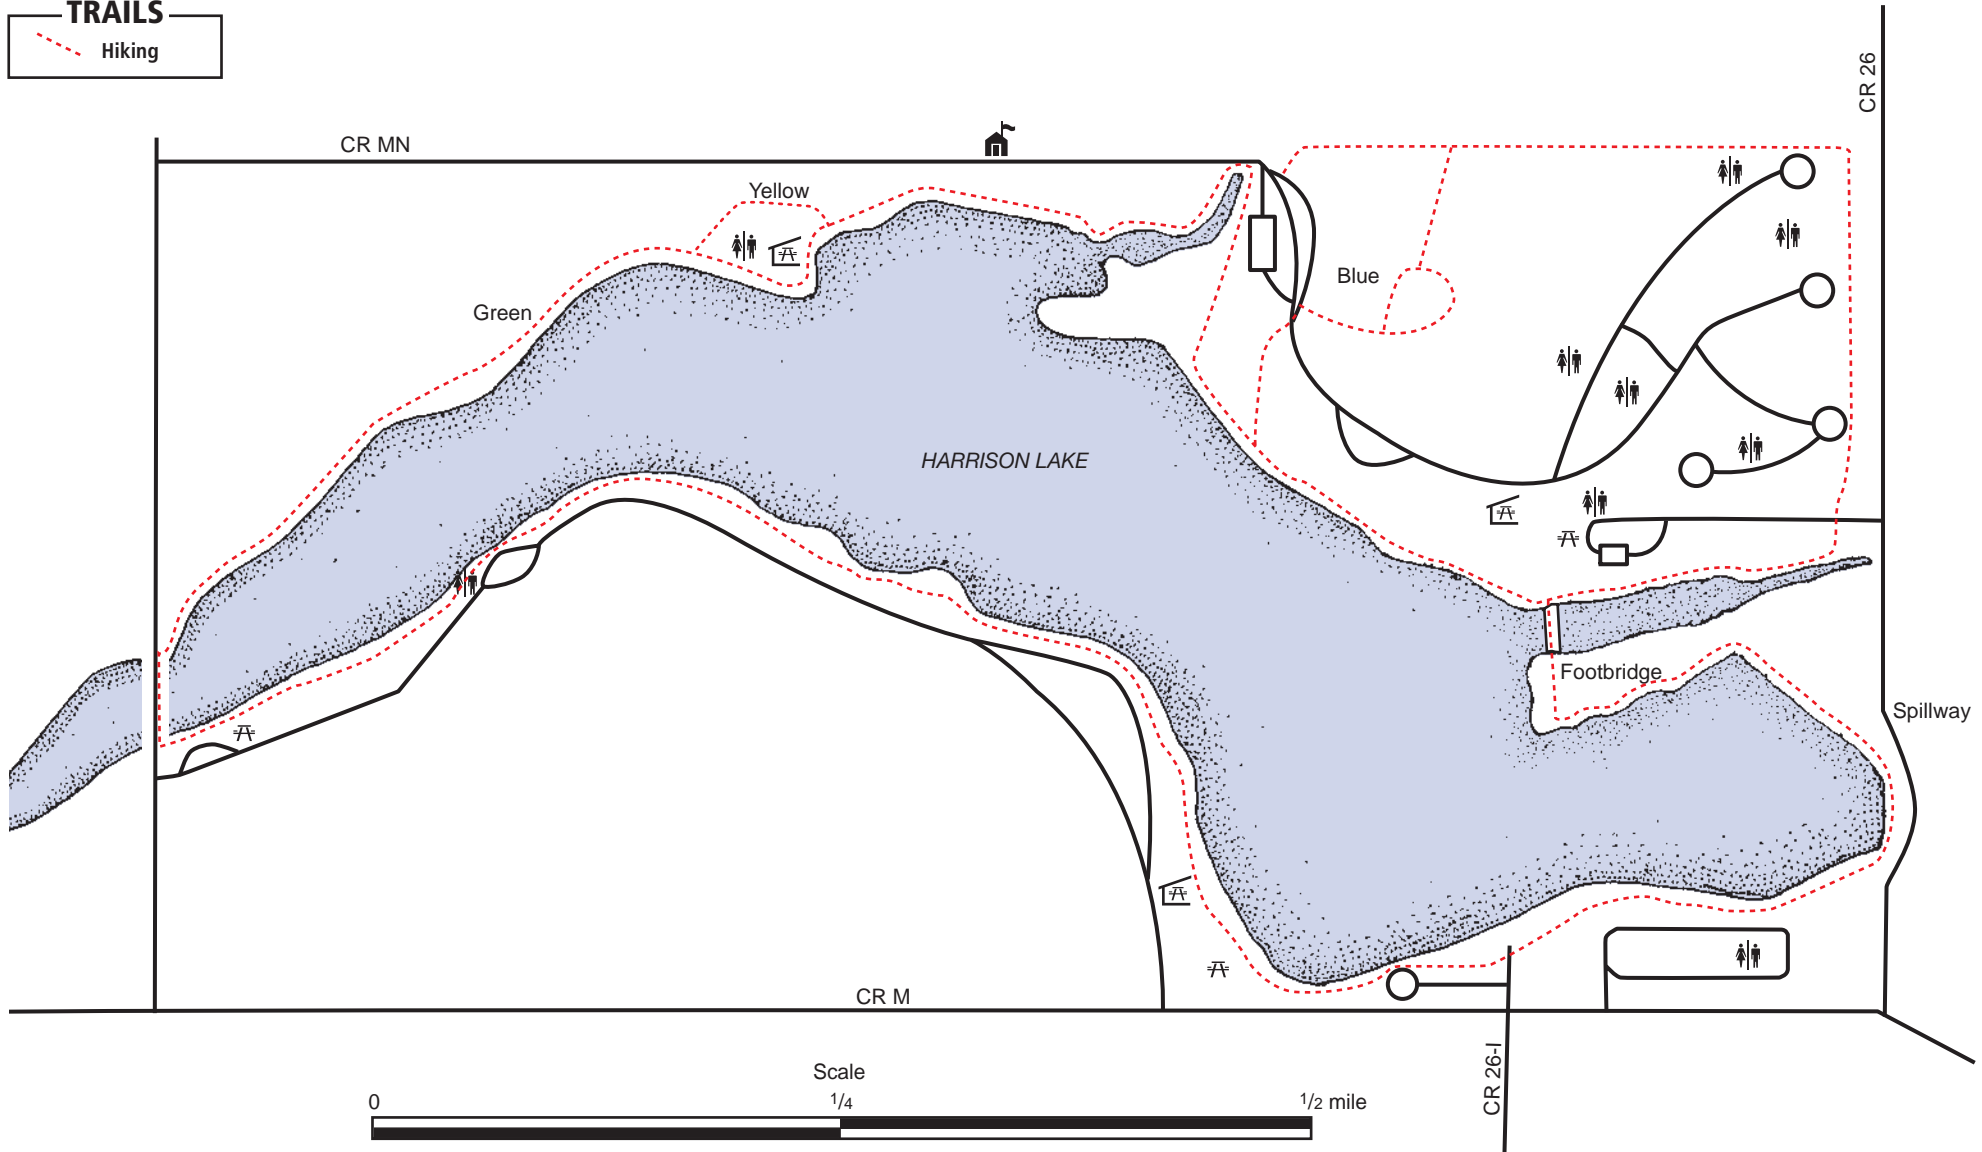 TRAILS
Hiking
CR 26
CR MN
Yellow
Blue
Green
HARRISON LAKE
Footbridge
Spillway
CR M
CR 26-I
Scale
0 1/4 1/2 mile